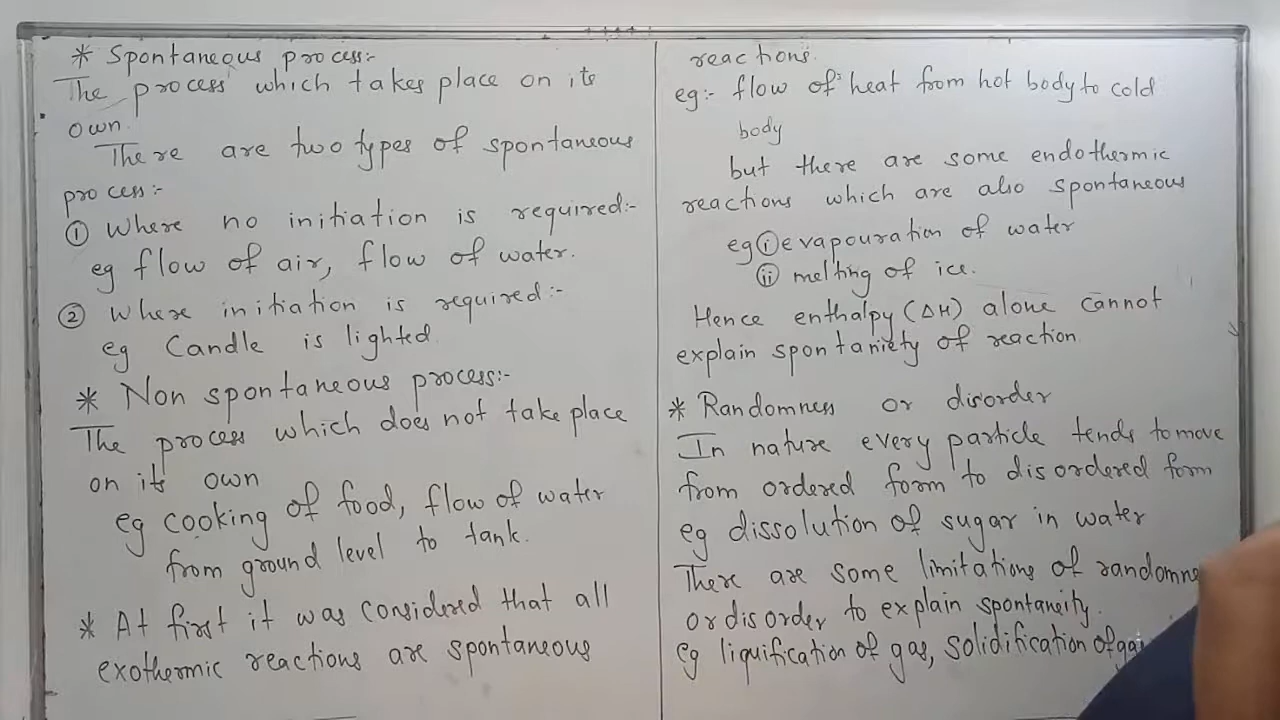 * Spontaneous process:-
The process which takes place on its
own.
There are two types of spontaneous
process:-
① Where no initiation is required:-
eg flow of air, flow of water.
② Where initiation is required:-
eg Candle is lighted
* Non spontaneous process:-
The process which does not take place
on its own
eg cooking of food, flow of water
from ground level to tank.
* At first it was considered that all
exothermic reactions are spontaneous
reactions.
eg:- flow of heat from hot body to cold
body
but there are some endothermic
reactions which are also spontaneous
eg ⓘ evapouration of water
ⓘⓘ melting of ice.
Hence enthalpy (ΔH) alone cannot
explain spontaniety of reaction.
* Randomness or disorder
In nature every particle tends to move
from ordered form to disordered form
eg dissolution of sugar in water
There are some limitations of
or disorder to explain spontaneity.
eg liquification of gas, solidification of